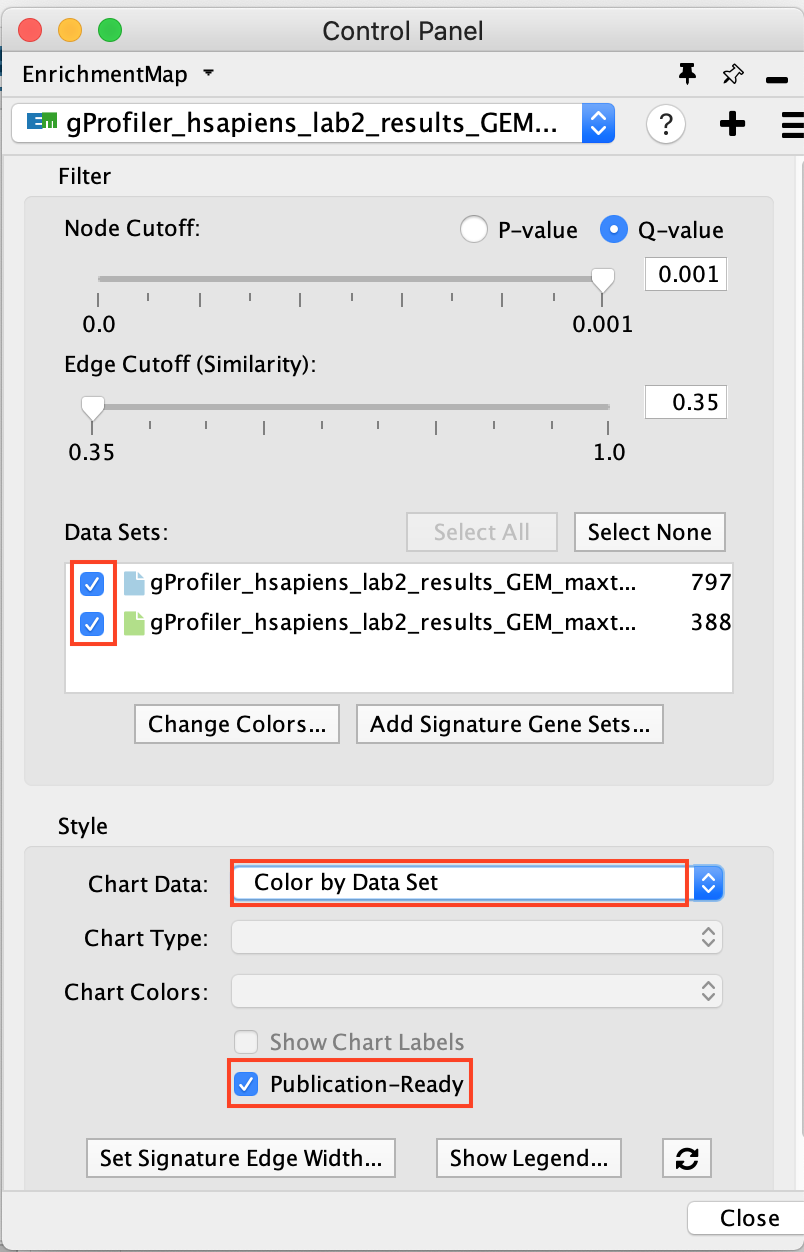 Control Panel
EnrichmentMap
EM gProfiler_hsapiens_lab2_results_GEM... ?
Filter
Node Cutoff: P-value Q-value
0.001
0.0 0.001
Edge Cutoff (Similarity):
0.35
0.35 1.0
Data Sets: Select All Select None
gProfiler_hsapiens_lab2_results_GEM_maxt... 797
gProfiler_hsapiens_lab2_results_GEM_maxt... 388
Change Colors... Add Signature Gene Sets...
Style
Chart Data: Color by Data Set
Chart Type:
Chart Colors:
Show Chart Labels
Publication-Ready
Set Signature Edge Width... Show Legend...
Close